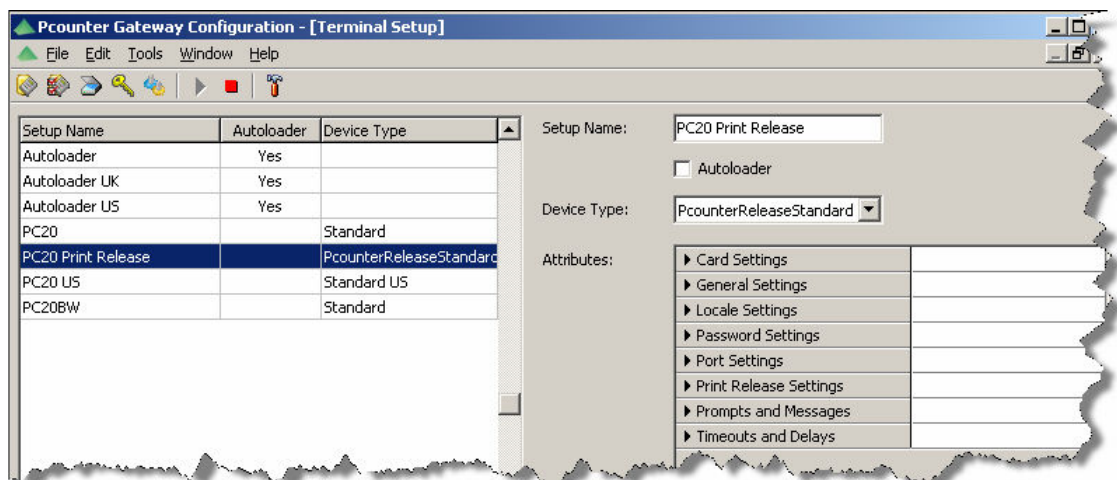 Pcounter Gateway Configuration - [Terminal Setup]
File Edit Tools Window Help
Setup Name Autoloader Device Type
Autoloader Yes
Autoloader UK Yes
Autoloader US Yes
PC20 Standard
PC20 Print Release PcounterReleaseStandard
PC20 US Standard US
PC20BW Standard
Setup Name: PC20 Print Release
Autoloader
Device Type: PcounterReleaseStandard
Attributes: Card Settings
General Settings
Locale Settings
Password Settings
Port Settings
Print Release Settings
Prompts and Messages
Timeouts and Delays